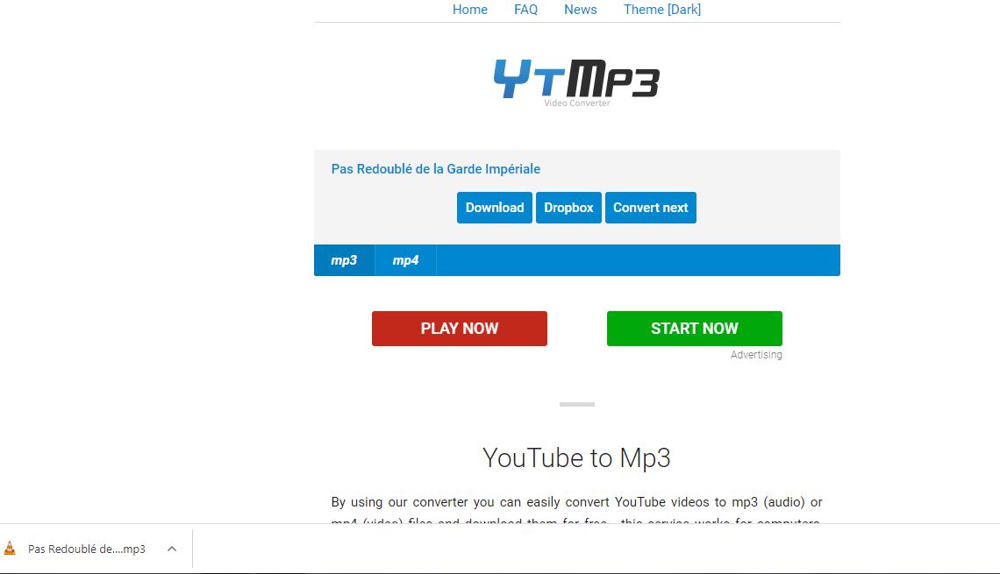 Home FAQ News Theme [Dark]
YTMP3
Video Converter
Pas Redoublé de la Garde Impériale
Download Dropbox Convert next
mp3 mp4
PLAY NOW START NOW
Advertising
YouTube to Mp3
By using our converter you can easily convert YouTube videos to mp3 (audio) or
mp4 (video) files and download them for free - this service works for computers,
Pas Redoublé de....mp3